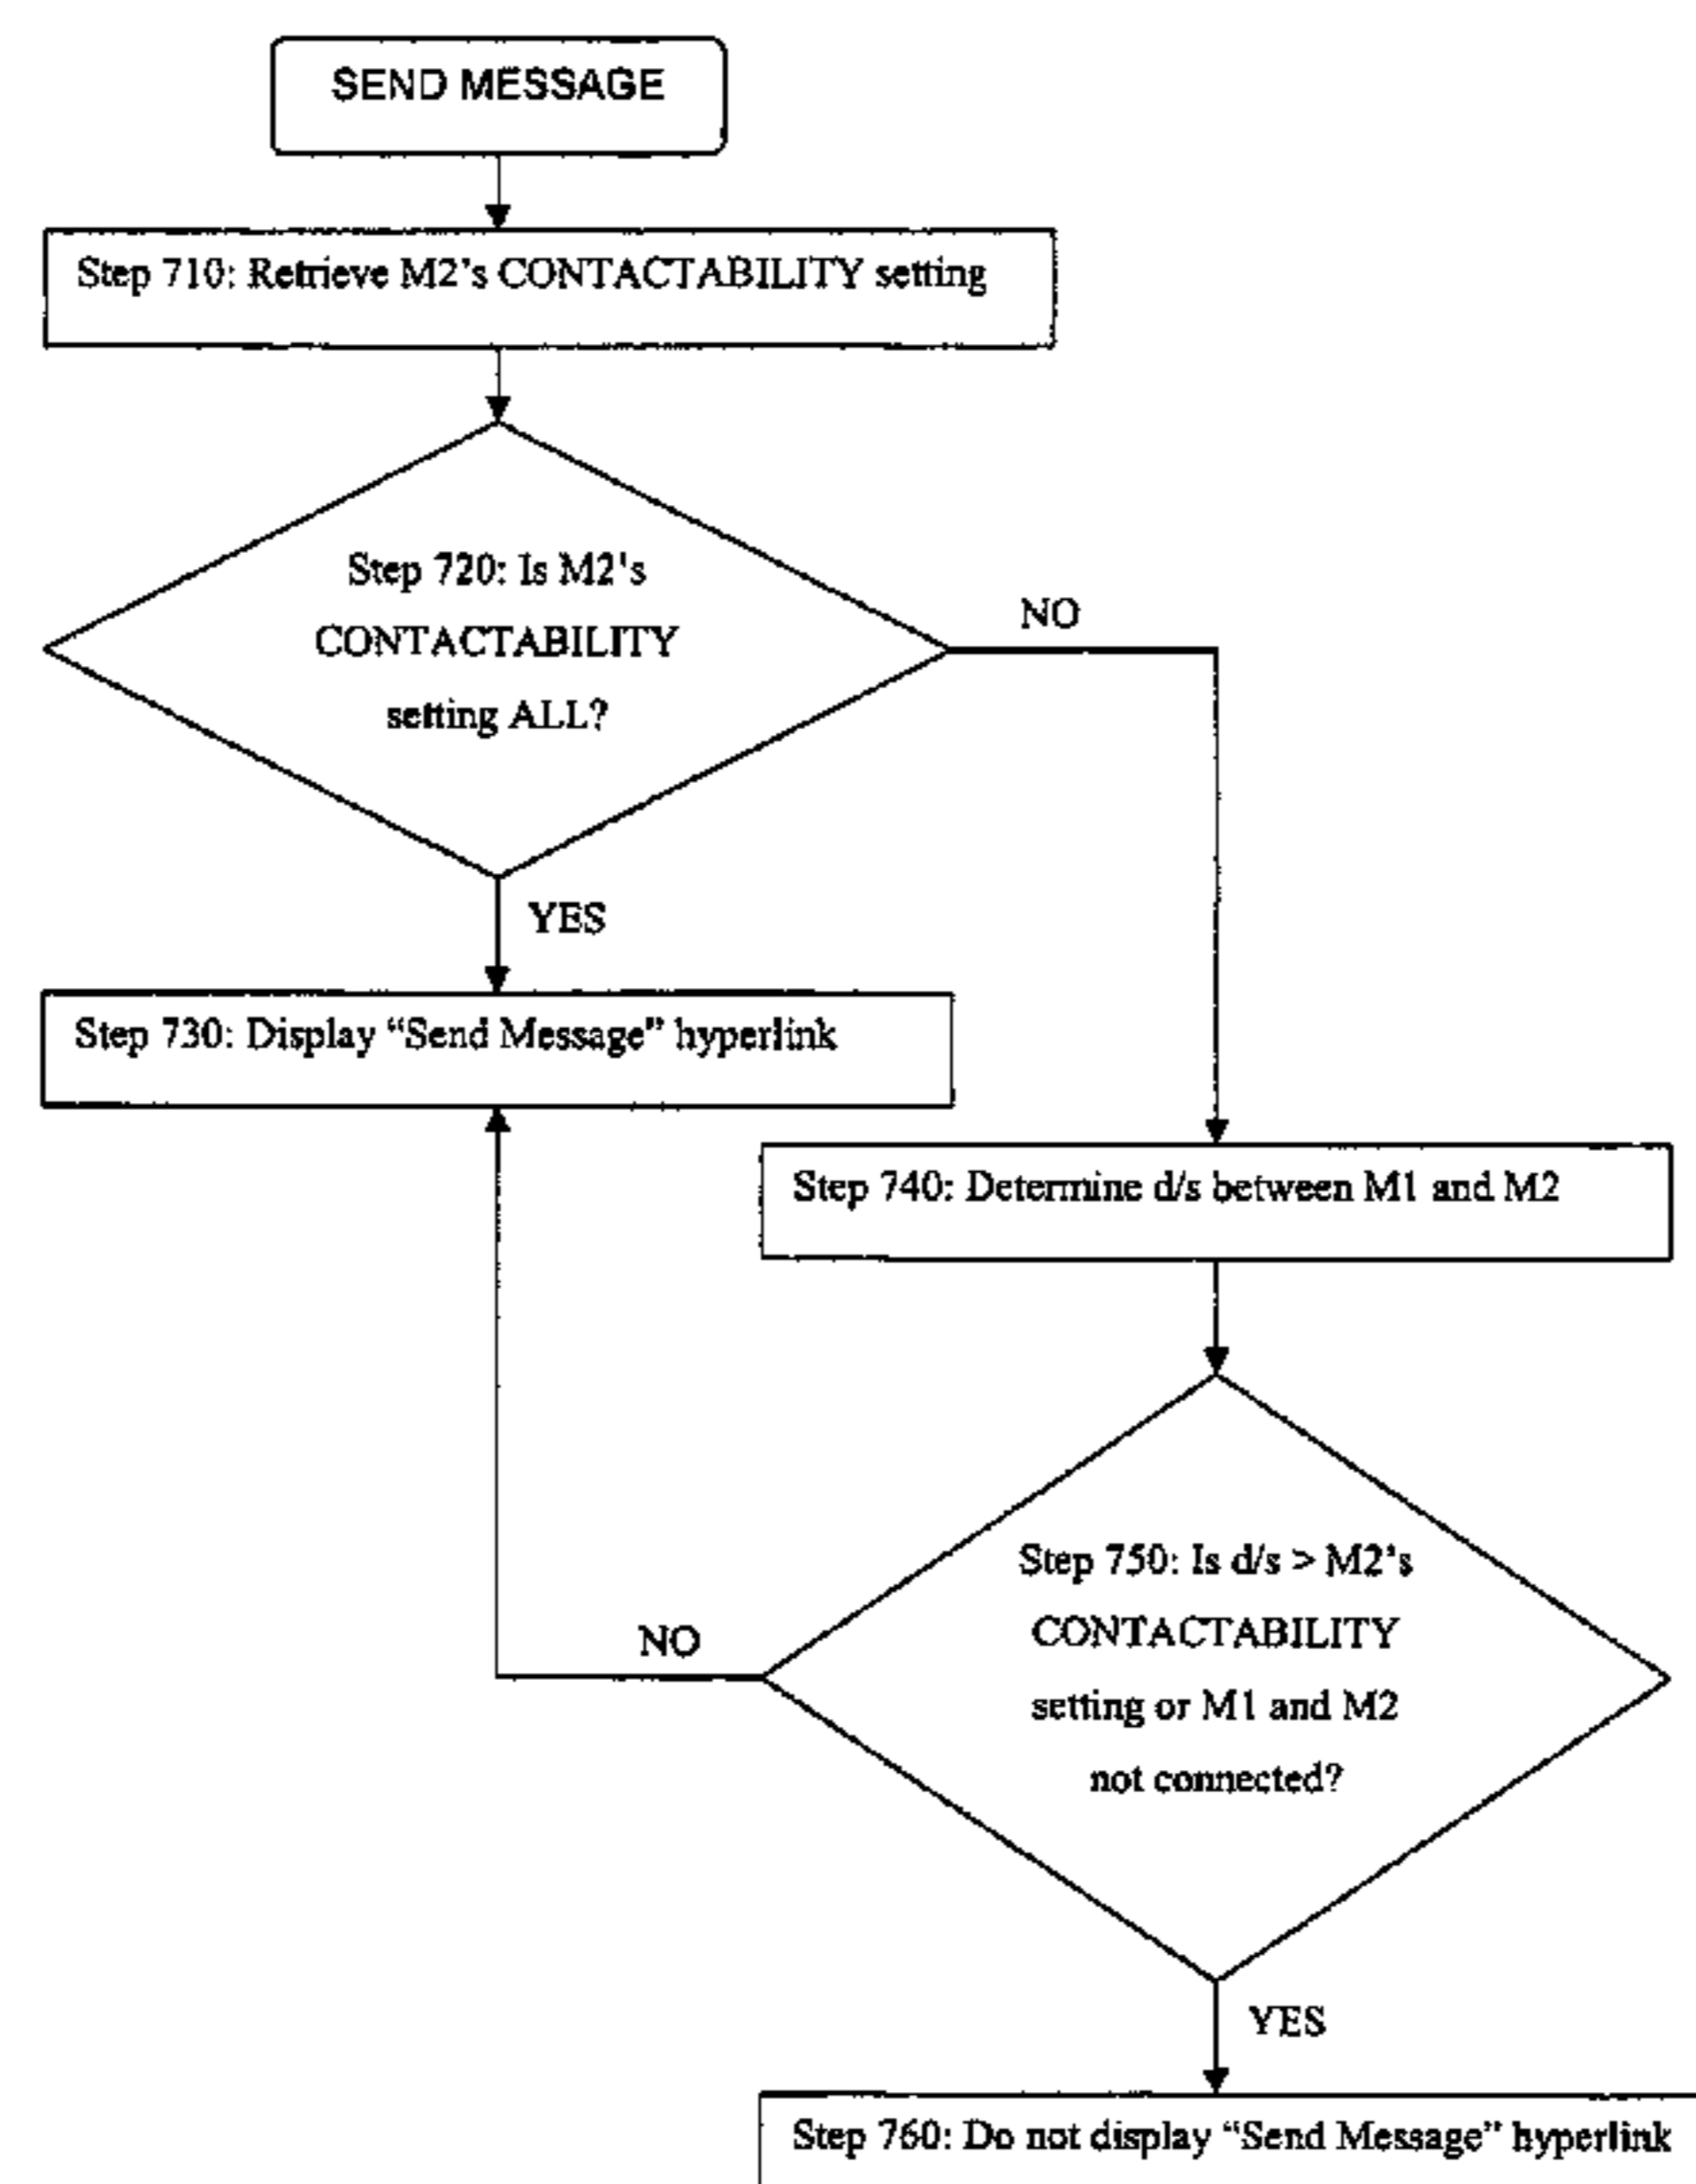 SEND MESSAGE
Step 710: Retrieve M2's CONTACTABILITY setting
Step 720: Is M2's
CONTACTABILITY
setting ALL?
NO
YES
Step 730: Display “Send Message” hyperlink
Step 740: Determine d/s between M1 and M2
Step 750: Is d/s > M2's
CONTACTABILITY
setting or M1 and M2
not connected?
NO
YES
Step 760: Do not display “Send Message” hyperlink